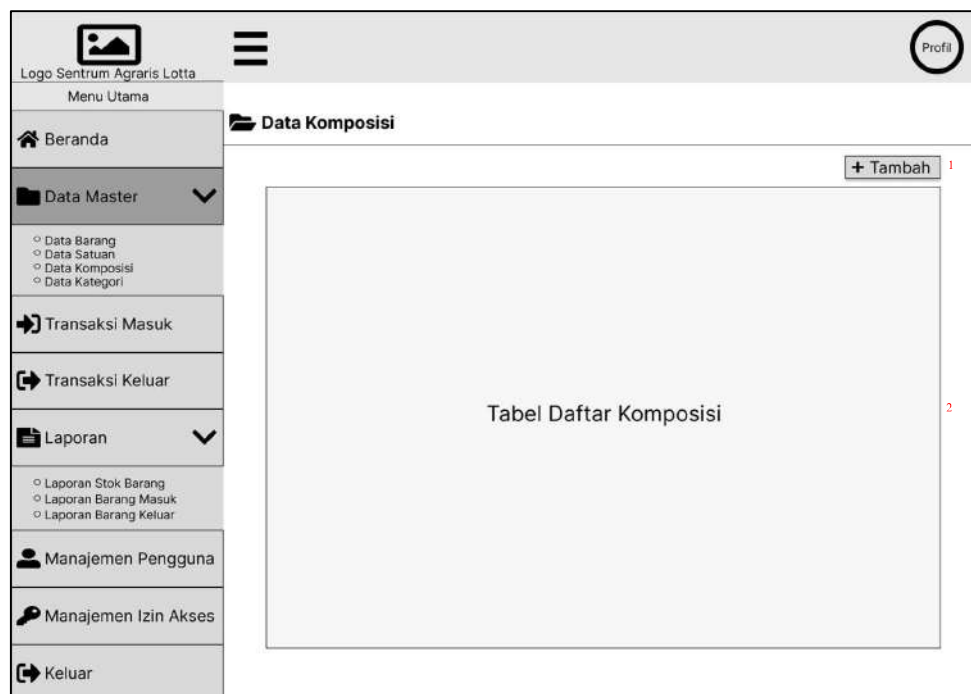 Profil
Logo Sentrum Agraris Lotta
Menu Utama
Beranda
Data Master
Data Barang
Data Satuan
Data Komposisi
Data Kategori
Transaksi Masuk
Transaksi Keluar
Laporan
Laporan Stok Barang
Laporan Barang Masuk
Laporan Barang Keluar
Manajemen Pengguna
Manajemen Izin Akses
Keluar
Data Komposisi
+ Tambah 1
Tabel Daftar Komposisi 2